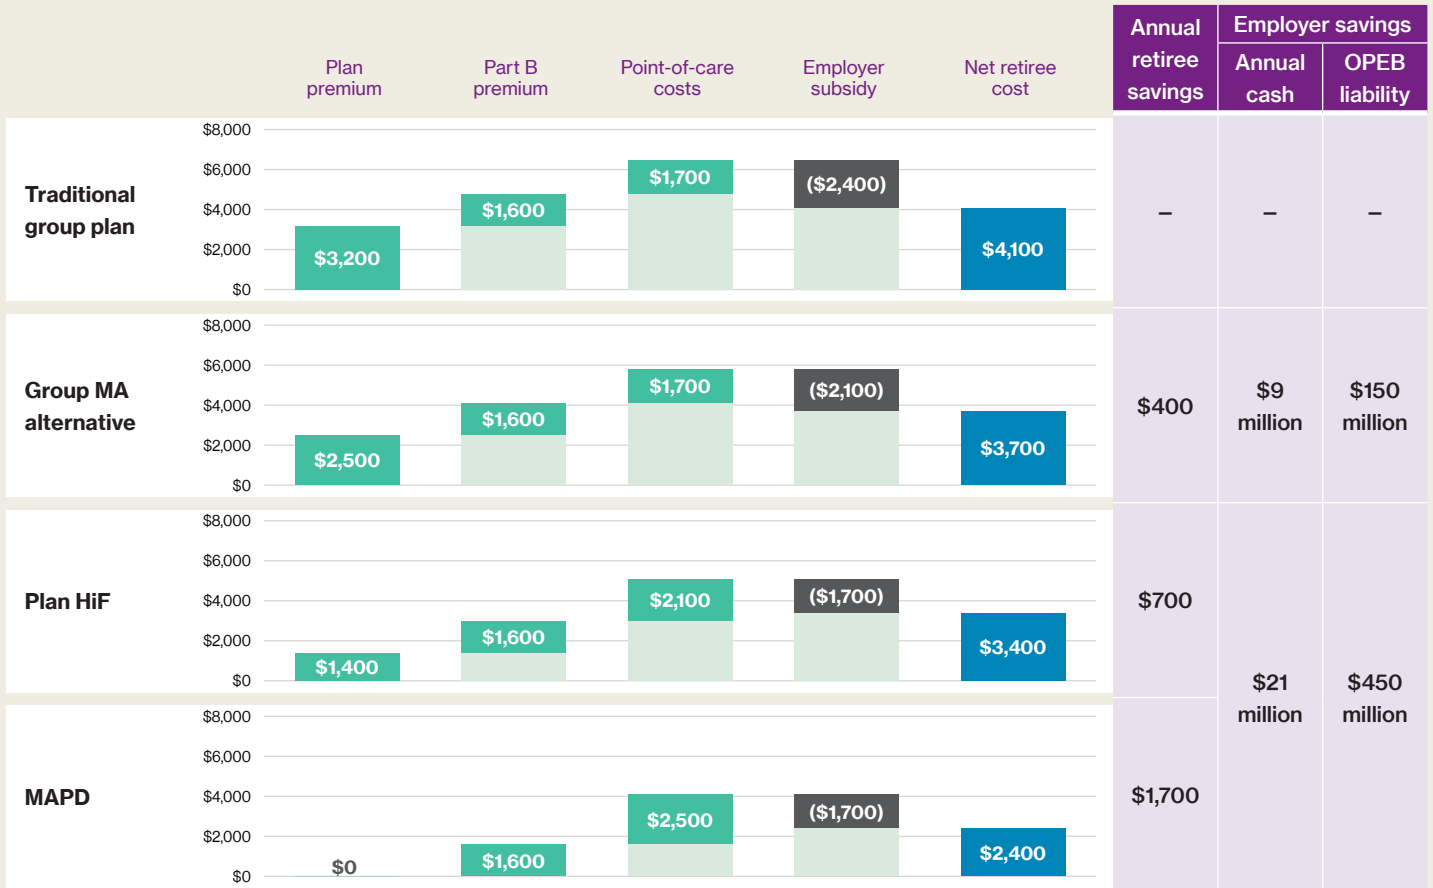 Annual
retiree
savings
Employer savings
Annual
cash
OPEB
liability
Plan
premium
Part B
premium
Point-of-care
costs
Employer
subsidy
Net retiree
cost
Traditional
group plan
$8,000
$6,000
$4,000
$2,000
$0
$3,200
$1,600
$1,700
($2,400)
$4,100
–
–
–
Group MA
alternative
$8,000
$6,000
$4,000
$2,000
$0
$2,500
$1,600
$1,700
($2,100)
$3,700
$400
$9
million
$150
million
Plan HiF
$8,000
$6,000
$4,000
$2,000
$0
$1,400
$1,600
$2,100
($1,700)
$3,400
$700
$21
million
$450
million
MAPD
$8,000
$6,000
$4,000
$2,000
$0
$0
$1,600
$2,500
($1,700)
$2,400
$1,700